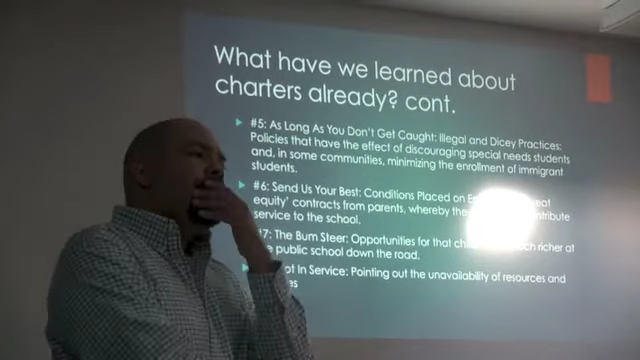 What have we learned about
charters already? cont.
#5: As Long As You Don't Get Caught: Illegal and Dicey Practices:
Policies that have the effect of discouraging special needs students
and, in some communities, minimizing the enrollment of immigrant
students.
#6: Send Us Your Best: Conditions Placed on
equity' contracts from parents, whereby
service to the school.
7: The Bum Steer: Opportunities for that richer at
public school down the road.
In Service: Pointing out the unavailability of resources and